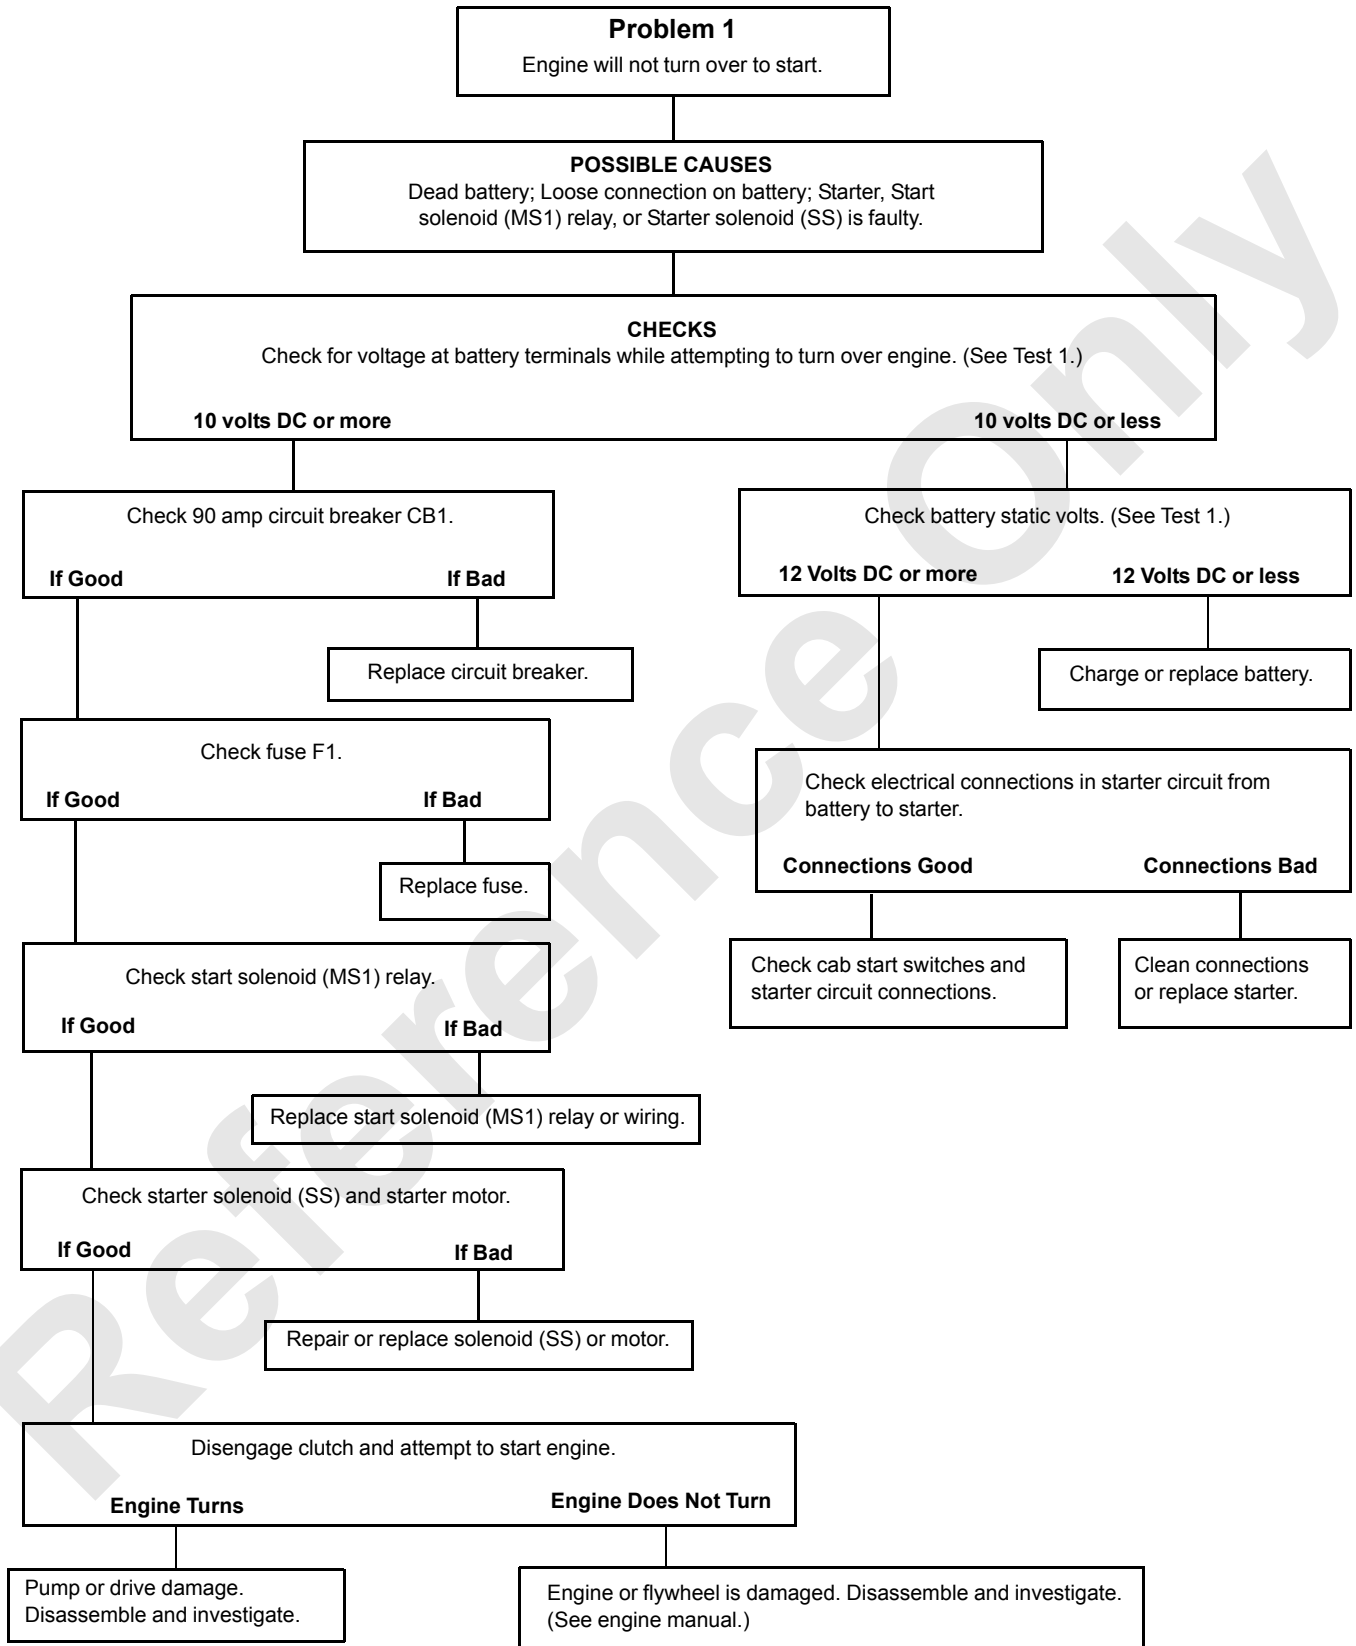 Problem 1
Engine will not turn over to start.
POSSIBLE CAUSES
Dead battery; Loose connection on battery; Starter, Start
solenoid (MS1) relay, or Starter solenoid (SS) is faulty.
CHECKS
Check for voltage at battery terminals while attempting to turn over engine. (See Test 1.)
10 volts DC or more
10 volts DC or less
Check 90 amp circuit breaker CB1.
If Good
If Bad
Replace circuit breaker.
Check fuse F1.
If Good
If Bad
Replace fuse.
Check start solenoid (MS1) relay.
If Good
If Bad
Replace start solenoid (MS1) relay or wiring.
Check starter solenoid (SS) and starter motor.
If Good
If Bad
Repair or replace solenoid (SS) or motor.
Disengage clutch and attempt to start engine.
Engine Turns
Engine Does Not Turn
Pump or drive damage.
Disassemble and investigate.
Engine or flywheel is damaged. Disassemble and investigate.
(See engine manual.)
Check battery static volts. (See Test 1.)
12 Volts DC or more
12 Volts DC or less
Charge or replace battery.
Check electrical connections in starter circuit from
battery to starter.
Connections Good
Connections Bad
Check cab start switches and
starter circuit connections.
Clean connections
or replace starter.
Reference Only